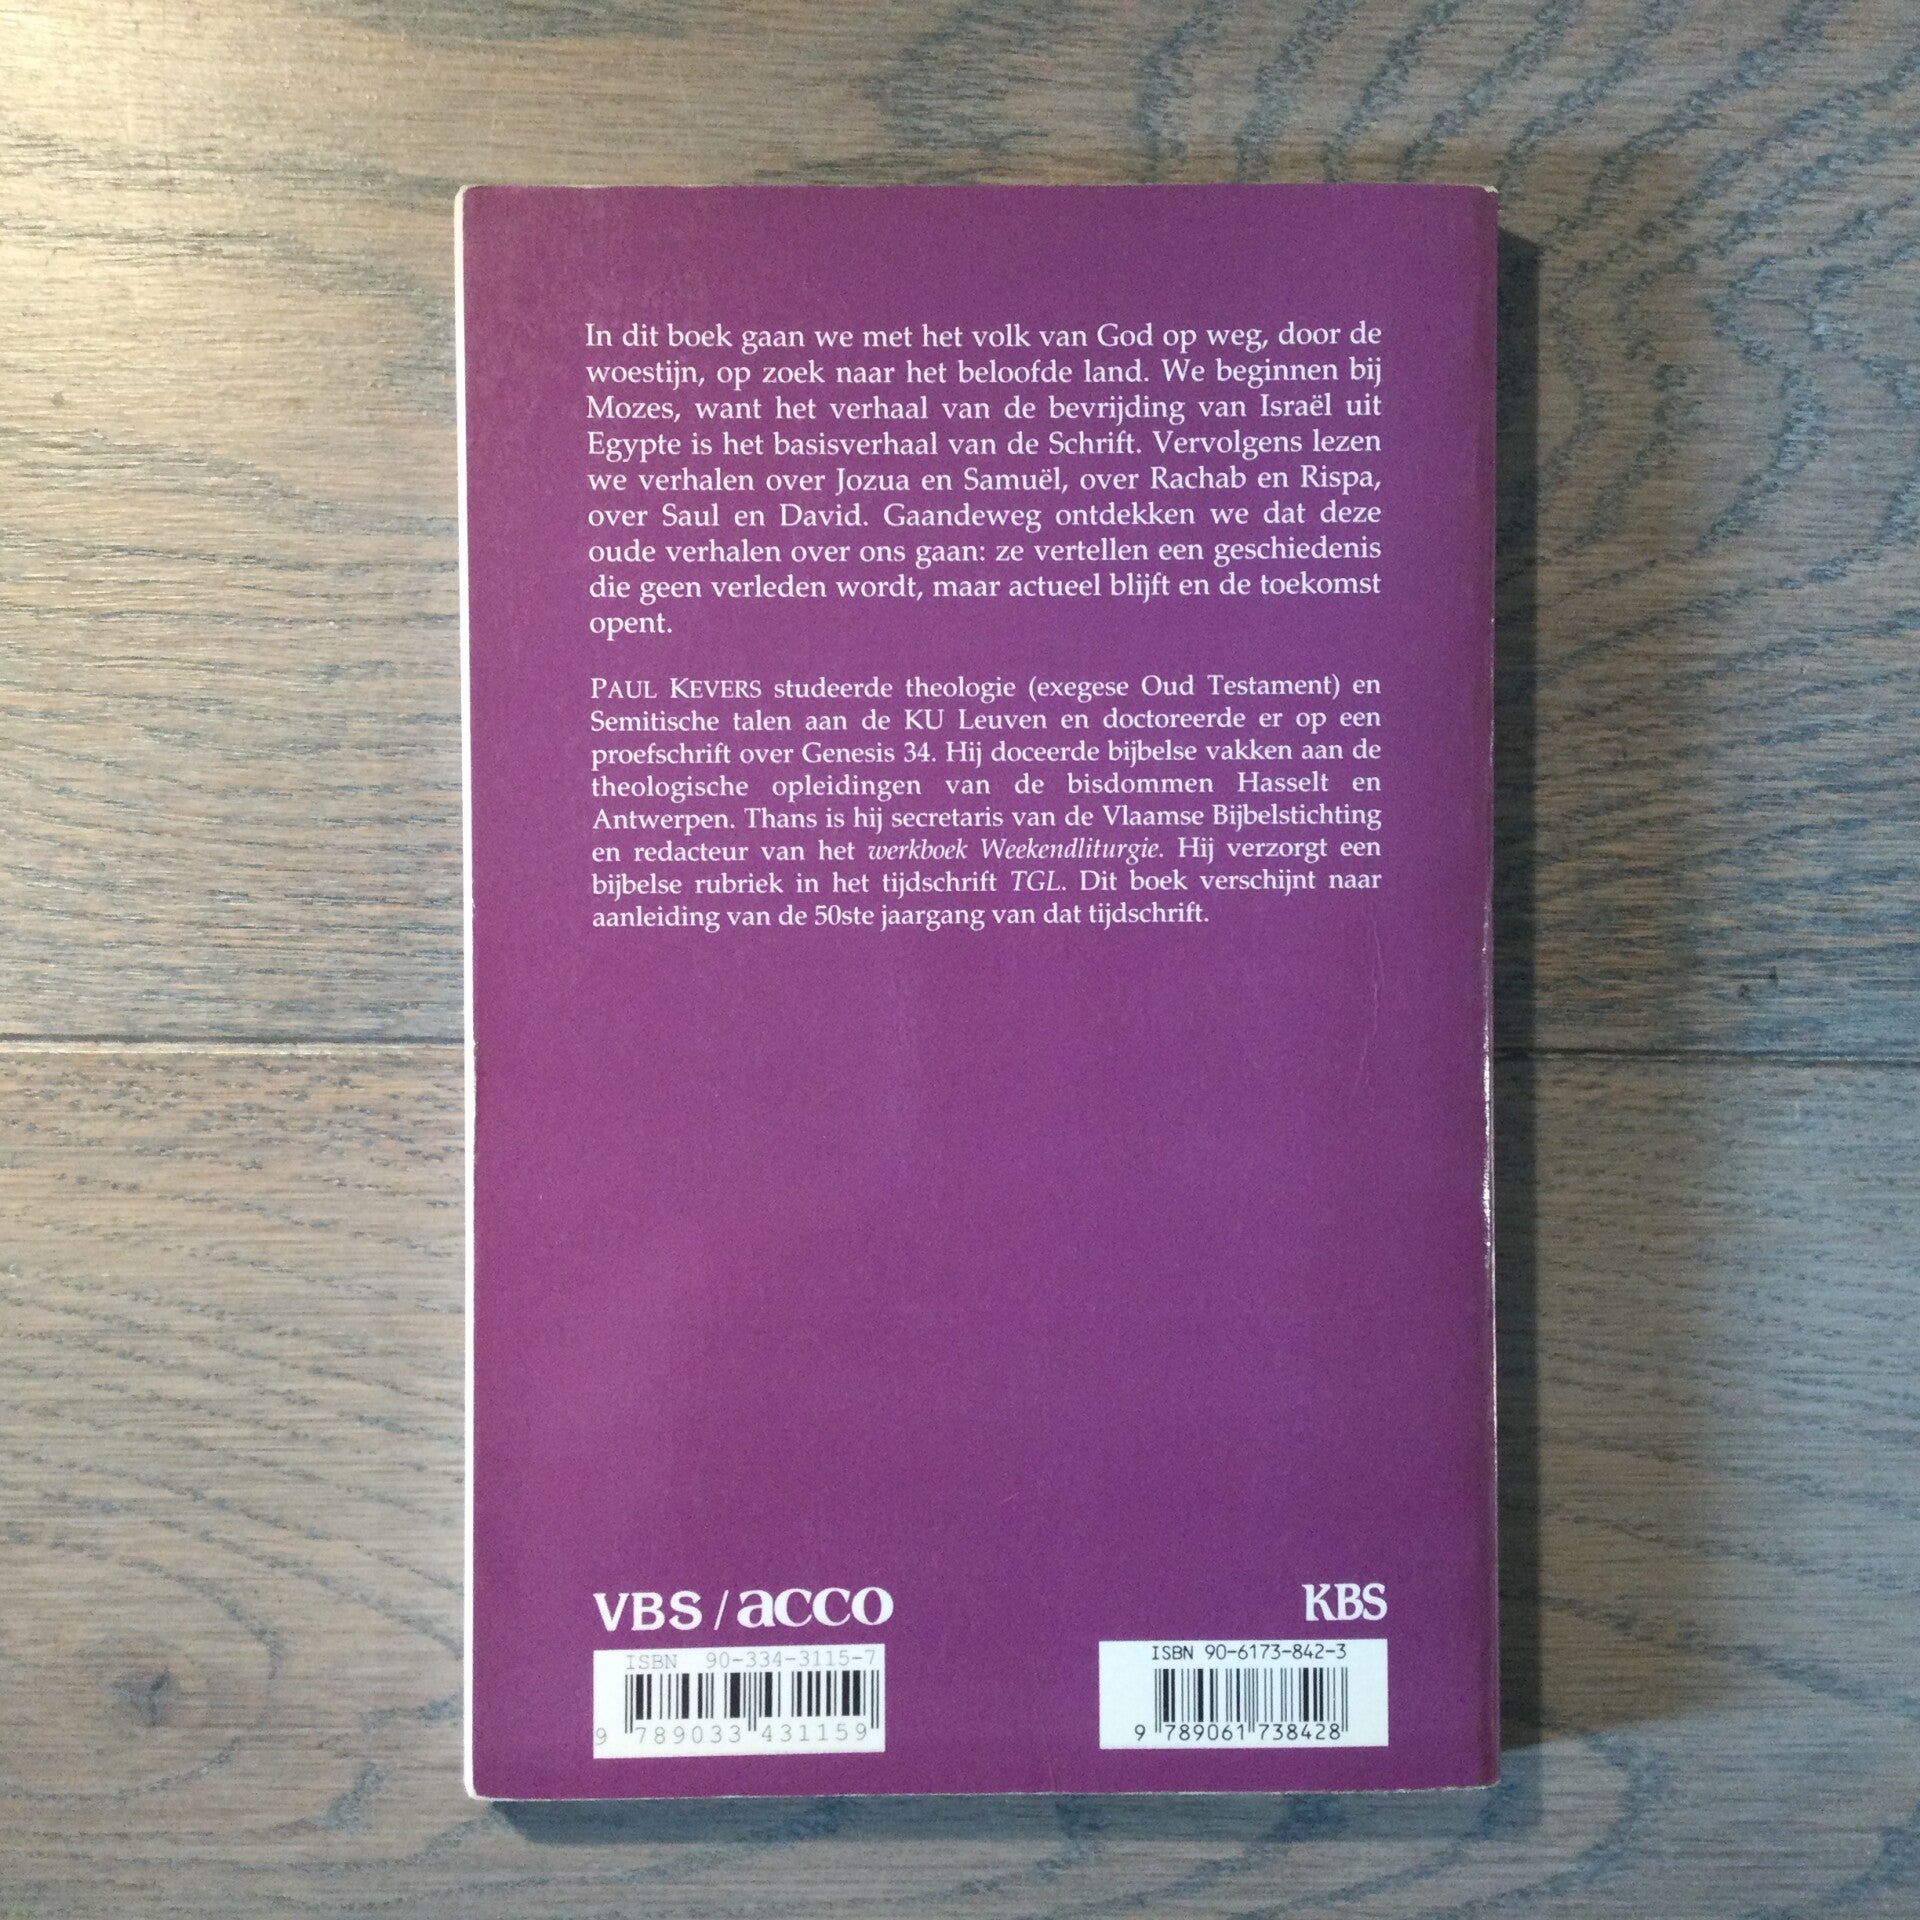 In dit boek gaan we met het volk van God op weg, door de
woestijn, op zoek naar het beloofde land. We beginnen bij
Mozes, want het verhaal van de bevrijding van Israël uit
Egypte is het basisverhaal van de Schrift. Vervolgens lezen
we verhalen over Jozua en Samuël, over Rachab en Rispa,
over Saul en David. Gaandeweg ontdekken we dat deze
oude verhalen over ons gaan: ze vertellen een geschiedenis
die geen verleden wordt, maar actueel blijft en de toekomst
opent.
PAUL KEVERS studeerde theologie (exegese Oud Testament) en
Semitische talen aan de KU Leuven en doctoreerde er op een
proefschrift over Genesis 34. Hij doceerde bijbelse vakken aan de
theologische opleidingen van de bisdommen Hasselt en
Antwerpen. Thans is hij secretaris van de Vlaamse Bijbelstichting
en redacteur van het werkboek Weekendliturgie. Hij verzorgt een
bijbelse rubriek in het tijdschrift TGL. Dit boek verschijnt naar
aanleiding van de 50ste jaargang van dat tijdschrift.
VBS / acco
ISBN 90-334-3115-7
9 789033 431159
KBS
ISBN 90-6173-842-3
9 789061 738428